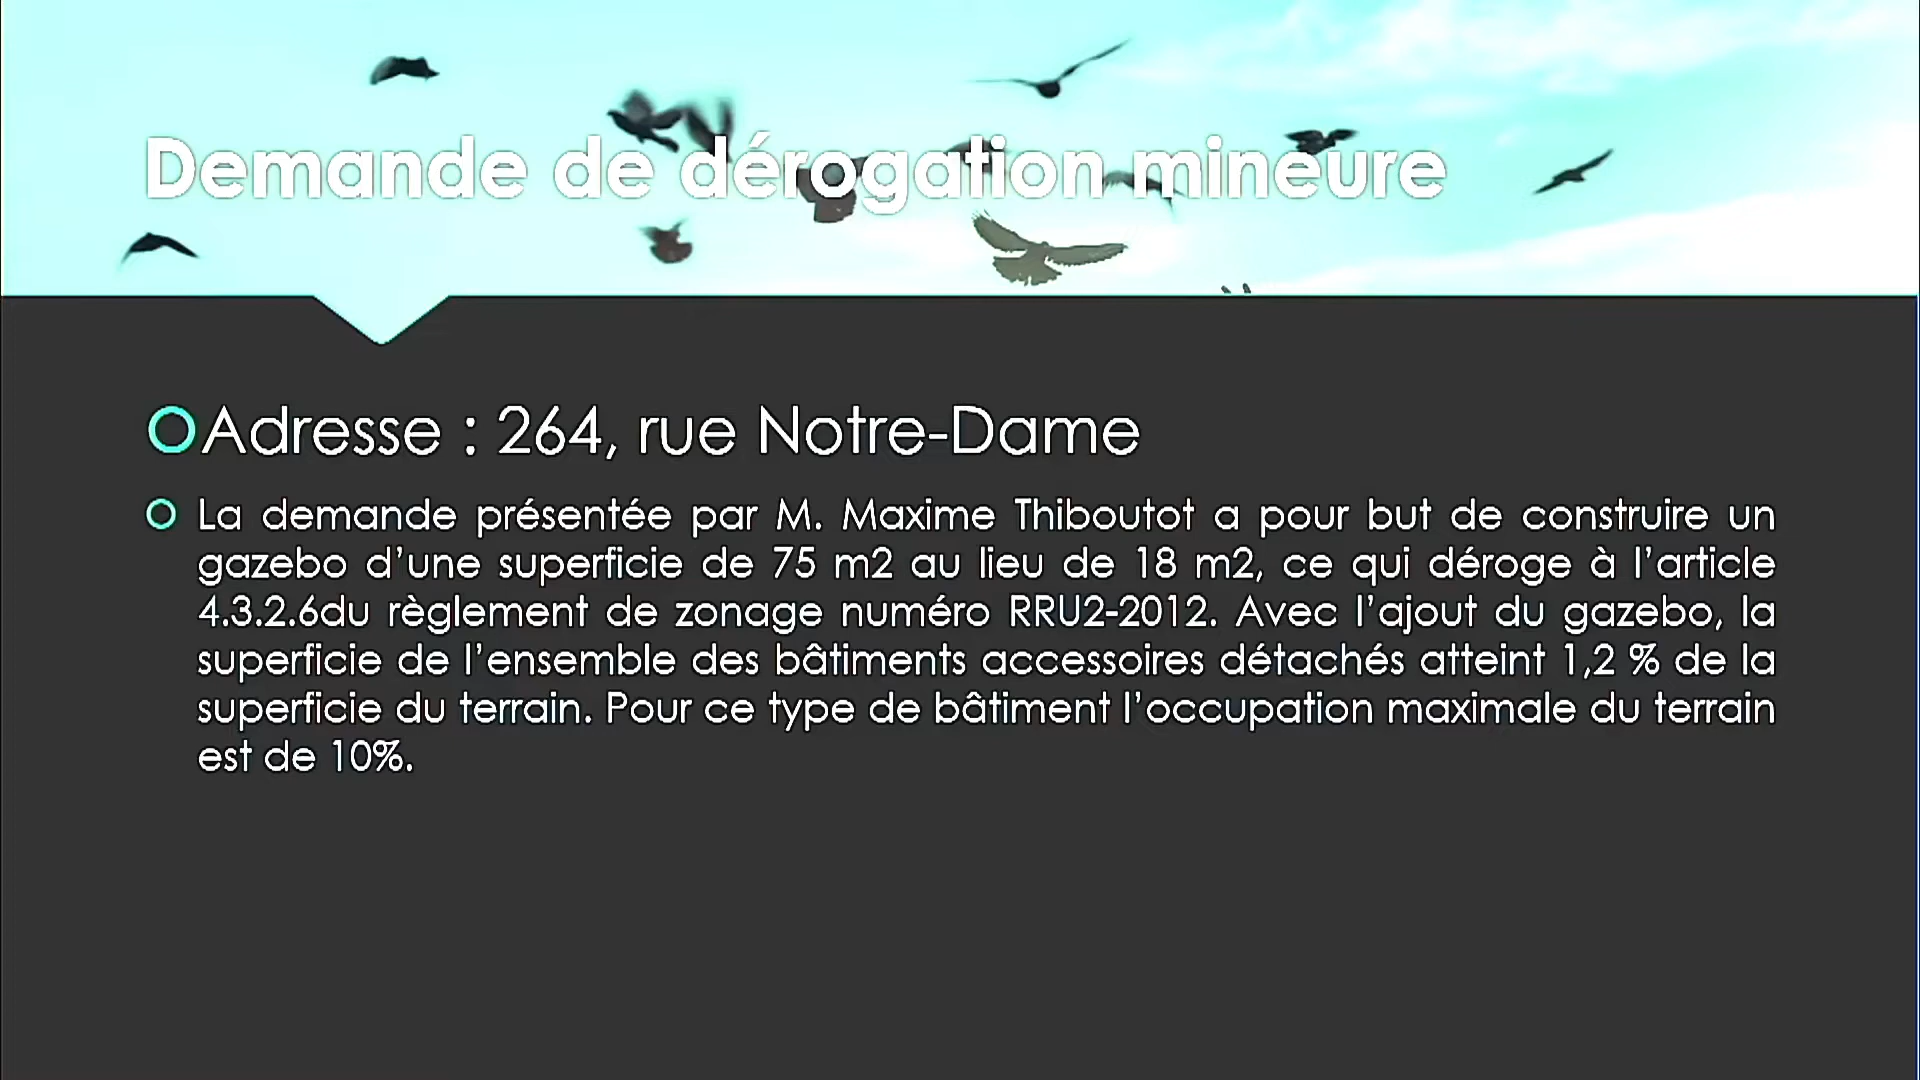 Demande de dérogation mineure
Adresse : 264, rue Notre-Dame
La demande présentée par M. Maxime Thiboutot a pour but de construire un
gazebo d’une superficie de 75 m2 au lieu de 18 m2, ce qui déroge à l’article
4.3.2.6du règlement de zonage numéro RRU2-2012. Avec l’ajout du gazebo, la
superficie de l’ensemble des bâtiments accessoires détachés atteint 1,2 % de la
superficie du terrain. Pour ce type de bâtiment l’occupation maximale du terrain
est de 10%.